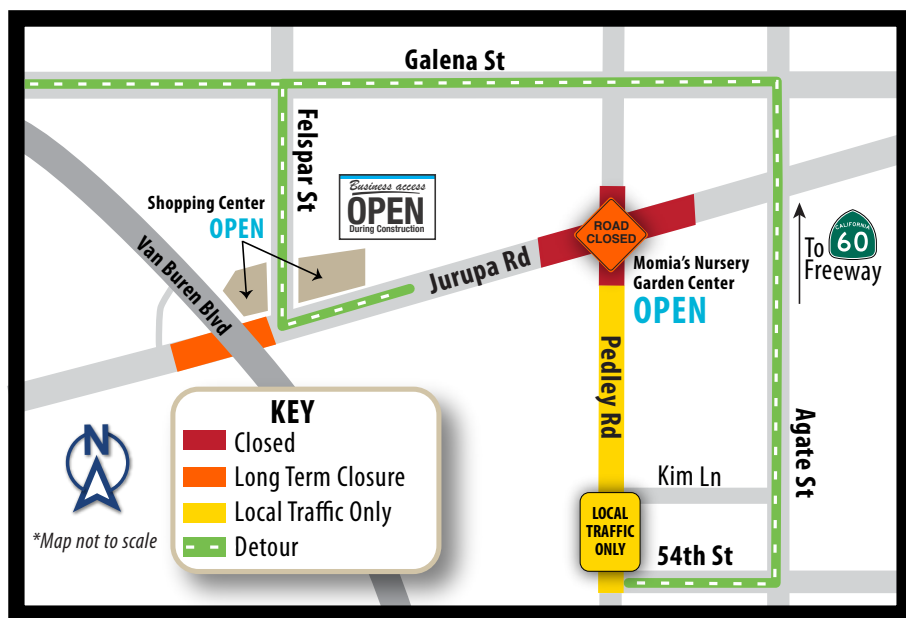 Galena St
Felspar St
Business access
OPEN
During Construction
Shopping Center
OPEN
Van Buren Blvd
Jurupa Rd
ROAD
CLOSED
Momia's Nursery
Garden Center
OPEN
CALIFORNIA
60
To
Freeway
Pedley Rd
Agate St
Kim Ln
LOCAL
TRAFFIC
ONLY
54th St
KEY
Closed
Long Term Closure
Local Traffic Only
Detour
N
*Map not to scale